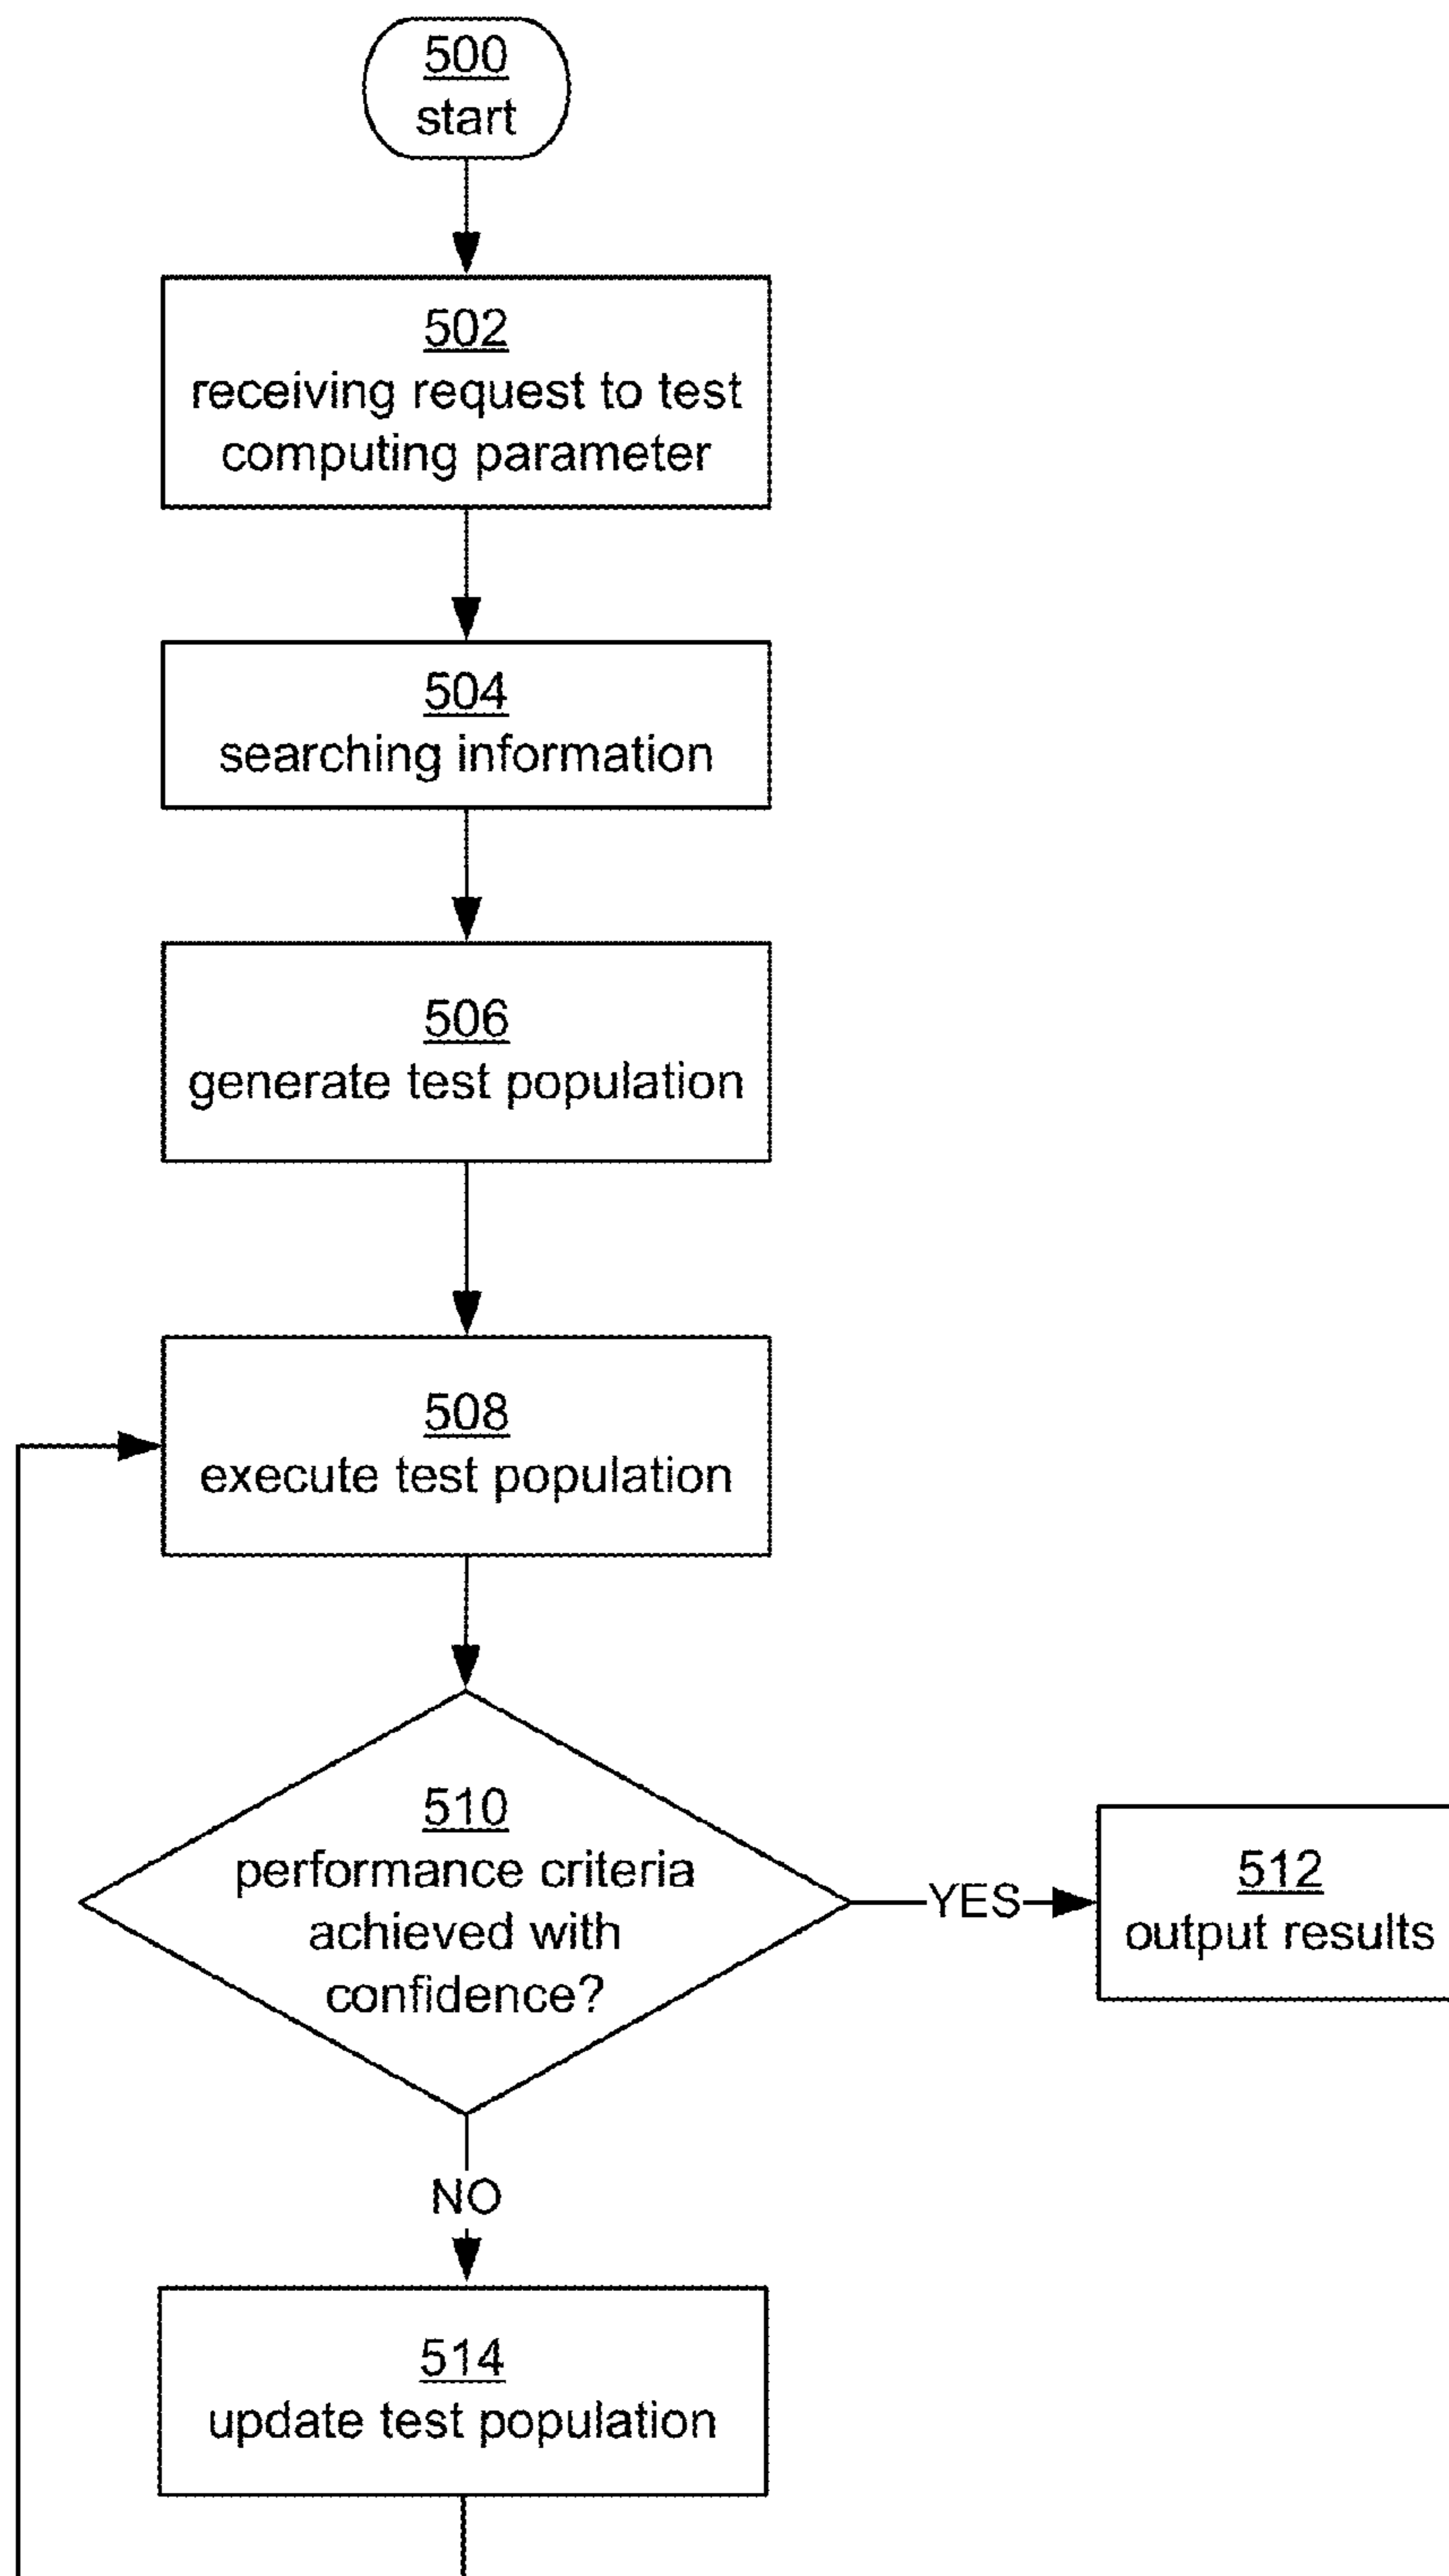 500
start
502
receiving request to test
computing parameter
504
searching information
506
generate test population
508
execute test population
510
performance criteria
achieved with
confidence?
YES
512
output results
NO
514
update test population